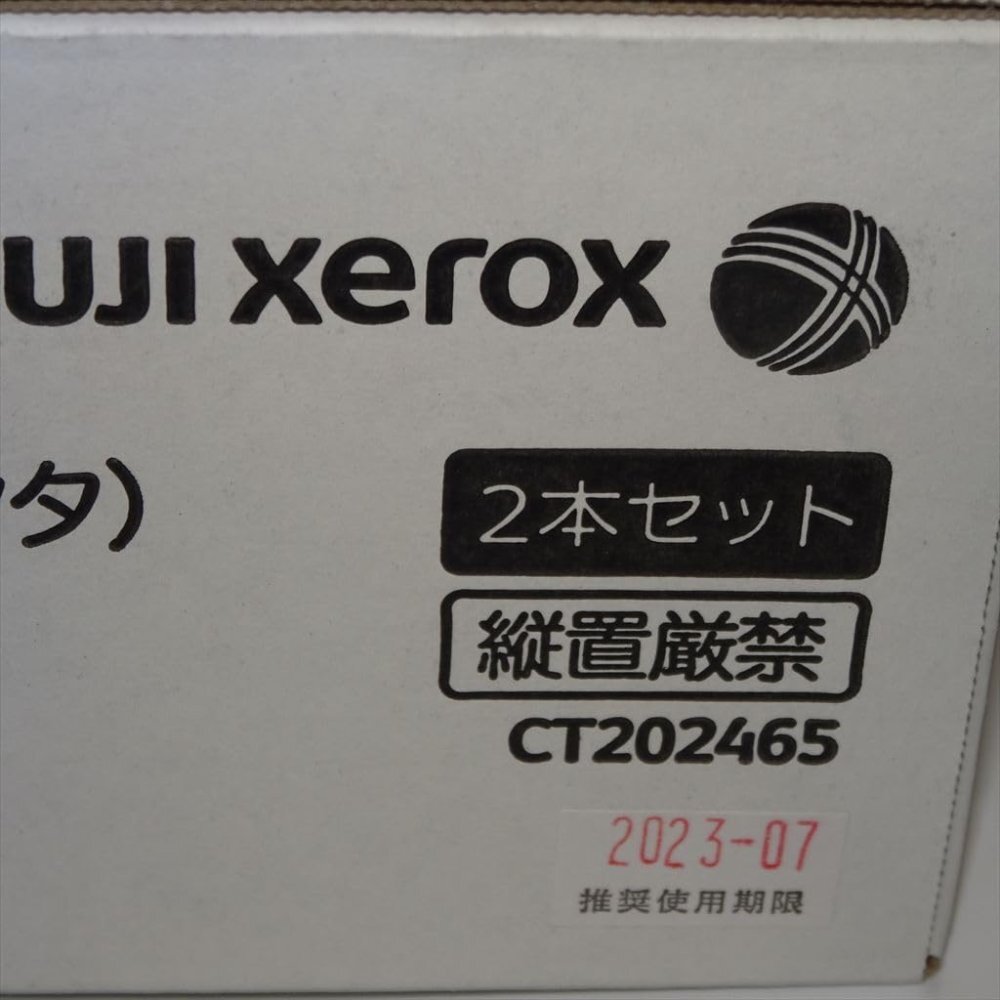 UJI xerox
タ)
2本セット
縦置厳禁
CT202465
2023-07
推奨使用期限